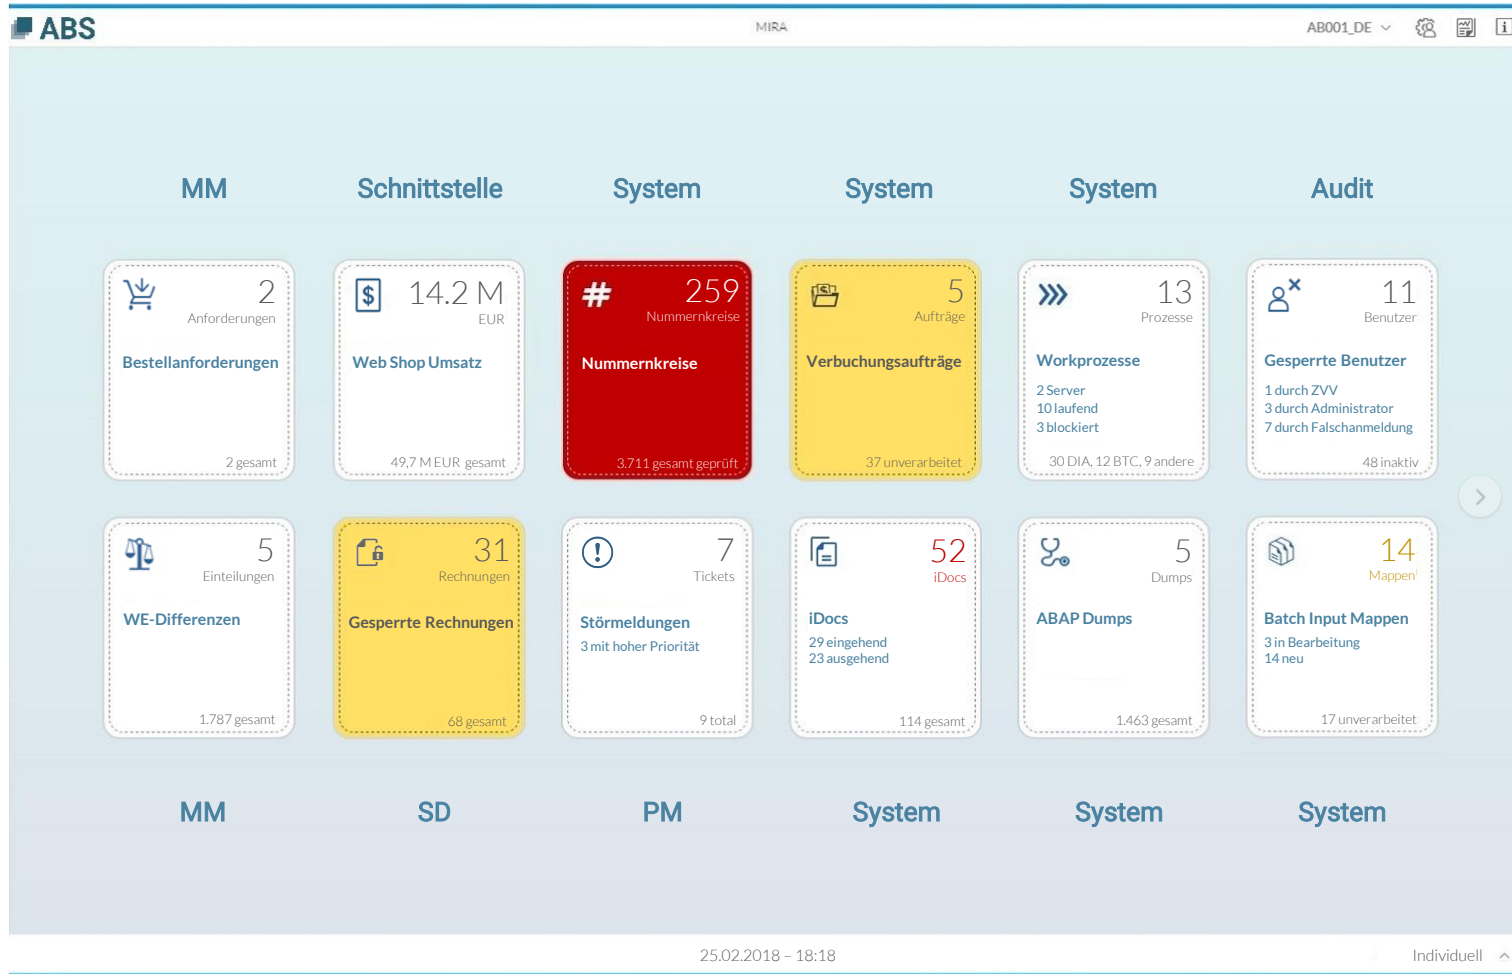 ABS
MIRA
AB001_DE
MM
Schnittstelle
System
System
System
Audit
2
Anforderungen
Bestellanforderungen
2 gesamt
$
14.2 M
EUR
Web Shop Umsatz
49,7 M EUR gesamt
#
259
Nummernkreise
Nummernkreise
3.711 gesamt geprüft
5
Aufträge
Verbuchungsaufträge
37 unverarbeitet
13
Prozesse
Workprozesse
2 Server
10 laufend
3 blockiert
30 DIA, 12 BTC, 9 andere
11
Benutzer
Gesperrte Benutzer
1 durch ZVV
3 durch Administrator
7 durch Falschanmeldung
48 inaktiv
5
Einteilungen
WE-Differenzen
1.787 gesamt
31
Rechnungen
Gesperrte Rechnungen
68 gesamt
7
Tickets
Störmeldungen
3 mit hoher Priorität
9 total
52
iDocs
iDocs
29 eingehend
23 ausgehend
114 gesamt
5
Dumps
ABAP Dumps
1.463 gesamt
14
Mappen
Batch Input Mappen
3 in Bearbeitung
14 neu
17 unverarbeitet
MM
SD
PM
System
System
System
25.02.2018 – 18:18
Individuell